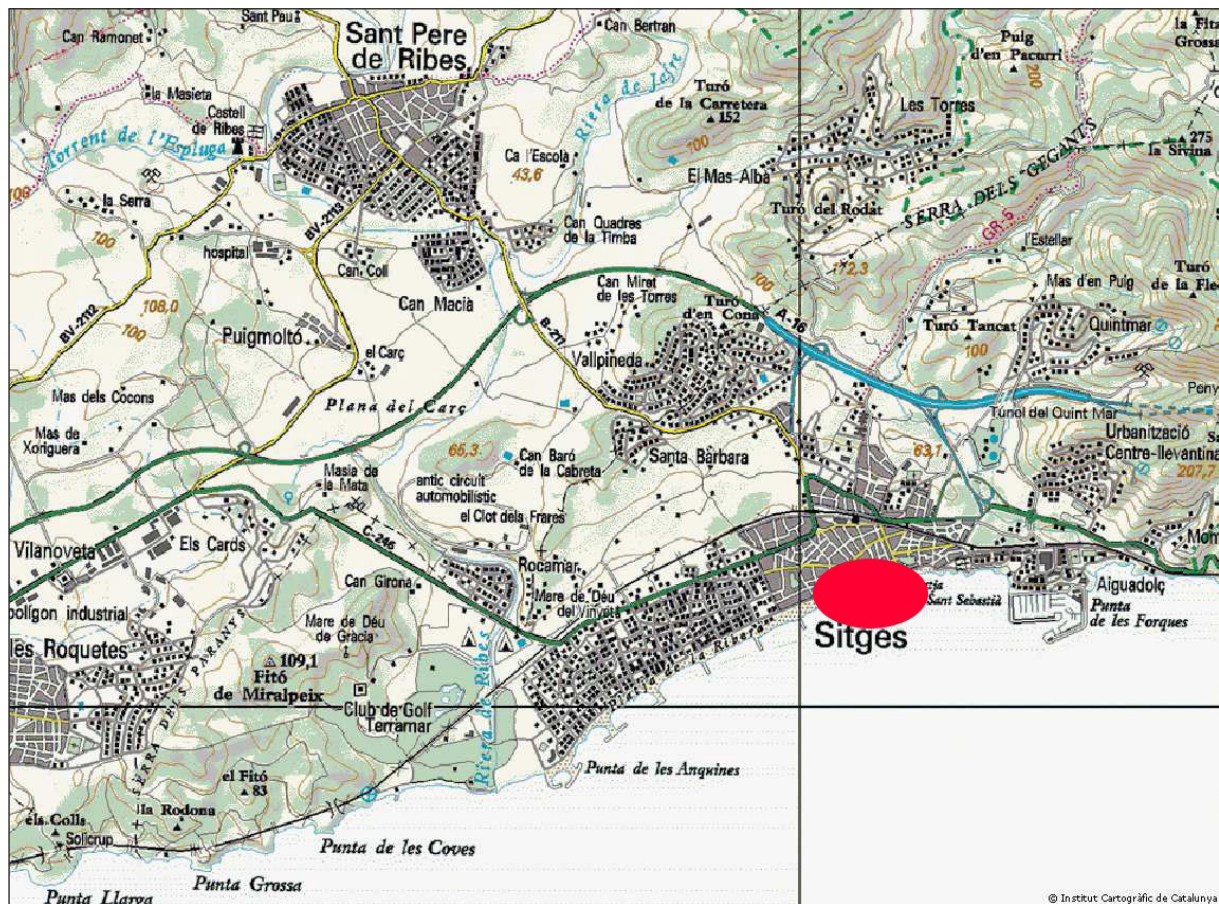 Sant Pau
Can Ramonet
Sant Pere
de Ribes
Can Bertran
Puig
d'en Pacarri
la Masieta
Castell
de Ribes
Torrent de l'Espluga
Riera de Jafre
Turó
de la Carretera
152
100
Les Torres
200
la Fita
Grossa
275
la Sivina
Ca l'Escolà
43,6
El Mas Alba
Turó del Rodat
SERRA DELS GEGANTS
GR-5
100
la Serra
100
hospital
BV-2113
Can Coll
Can Quadres
de la Timba
l'Estellar
172,3
Mas d'en Puig
Turó
de la Fle
BV-2112
108,0
100
Can Macià
Can Miret
de les Torres
100
Turó
d'en Cona
A-16
Turó Tancat
100
Quintmar
Puigmoltó
el Carç
B-211
Vallpineda
Mas dels Cocons
Plana del Carç
Túnol del Quint Mar
Mas de
Xoriguera
66,3
Can Baró
de la Cabreta
Santa Bàrbara
63,1
Urbanització
Centre-llevantina
207,7
Masia de
la Mata
antic circuit
automobilístic
el Clot dels Frares
C-246
Vilanoveta
Els Cards
Rocamar
Can Girona
Mare de Déu
del Vinyet
polígon industrial
Mare de Déu
de Gràcia
Sant Sebastià
Aiguadolç
Punta
de les Forques
Sitges
les Roquetes
SERRA DELS PARANYS
109,1
Fitó
de Miralpeix
Riera de Ribes
Club de Golf
Terramar
Punta de les Anquines
el Fitó
83
la Rodona
els Colls
Solicrup
Punta de les Coves
Punta Grossa
Punta Llarga
© Institut Cartogràfic de Catalunya